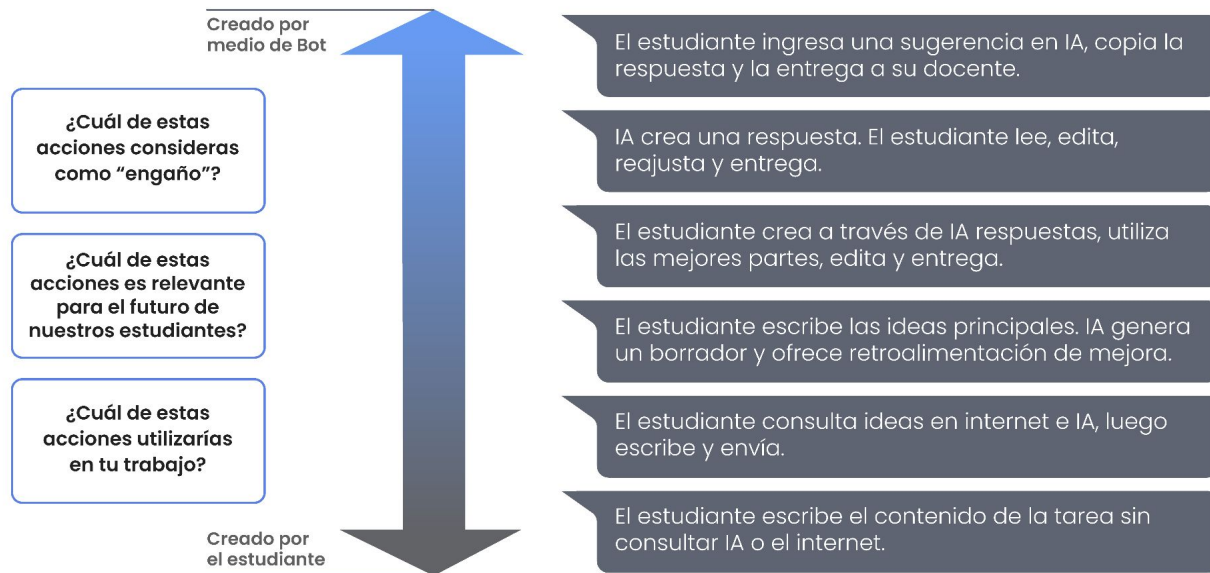 Creado por
medio de Bot
¿Cuál de estas
acciones consideras
como “engaño”?
¿Cuál de estas
acciones es relevante
para el futuro de
nuestros estudiantes?
¿Cuál de estas
acciones utilizarías
en tu trabajo?
Creado por
el estudiante
El estudiante ingresa una sugerencia en IA, copia la
respuesta y la entrega a su docente.
IA crea una respuesta. El estudiante lee, edita,
reajusta y entrega.
El estudiante crea a través de IA respuestas, utiliza
las mejores partes, edita y entrega.
El estudiante escribe las ideas principales. IA genera
un borrador y ofrece retroalimentación de mejora.
El estudiante consulta ideas en internet e IA, luego
escribe y envía.
El estudiante escribe el contenido de la tarea sin
consultar IA o el internet.